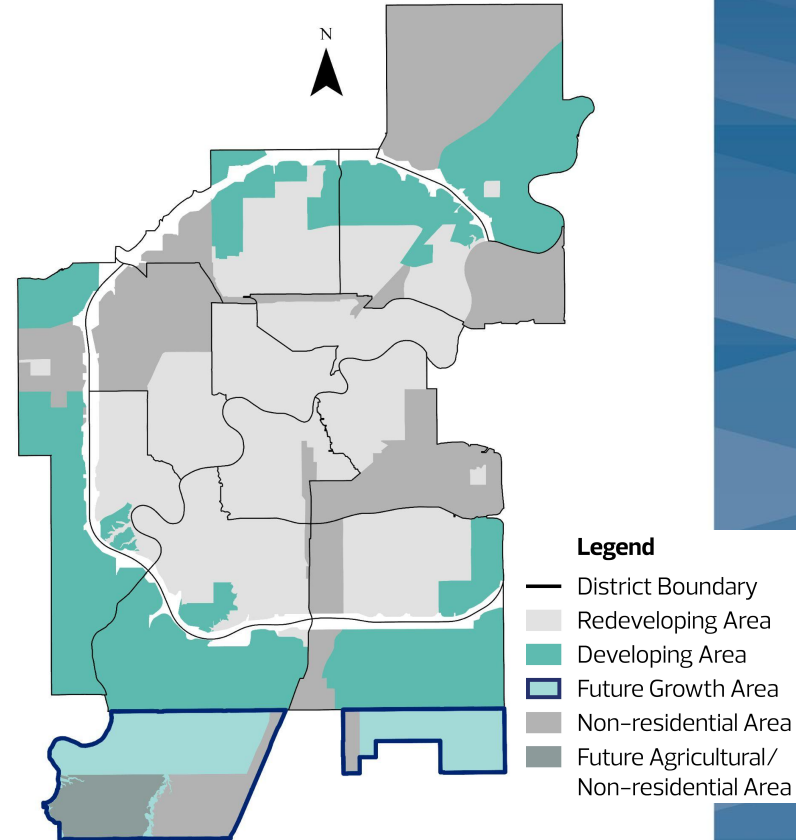 N
Legend
District Boundary
Redeveloping Area
Developing Area
Future Growth Area
Non-residential Area
Future Agricultural/
Non-residential Area